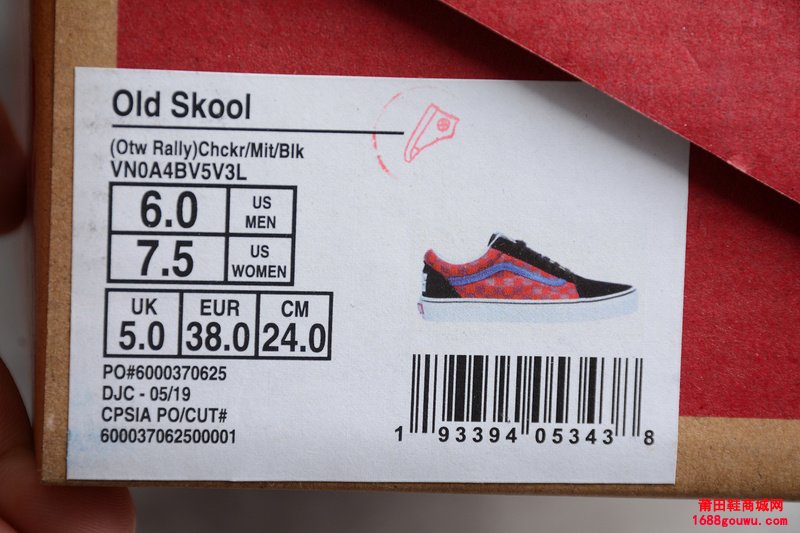 Old Skool
(Otw Rally)Chckr/Mit/Blk
VN0A4BV5V3L
6.0 US MEN
7.5 US WOMEN
UK EUR CM
5.0 38.0 24.0
PO#6000370625
DJC - 05/19
CPSIA PO/CUT#
600037062500001
1 93394 05343 8
莆田鞋商城网
1688gouwu.com